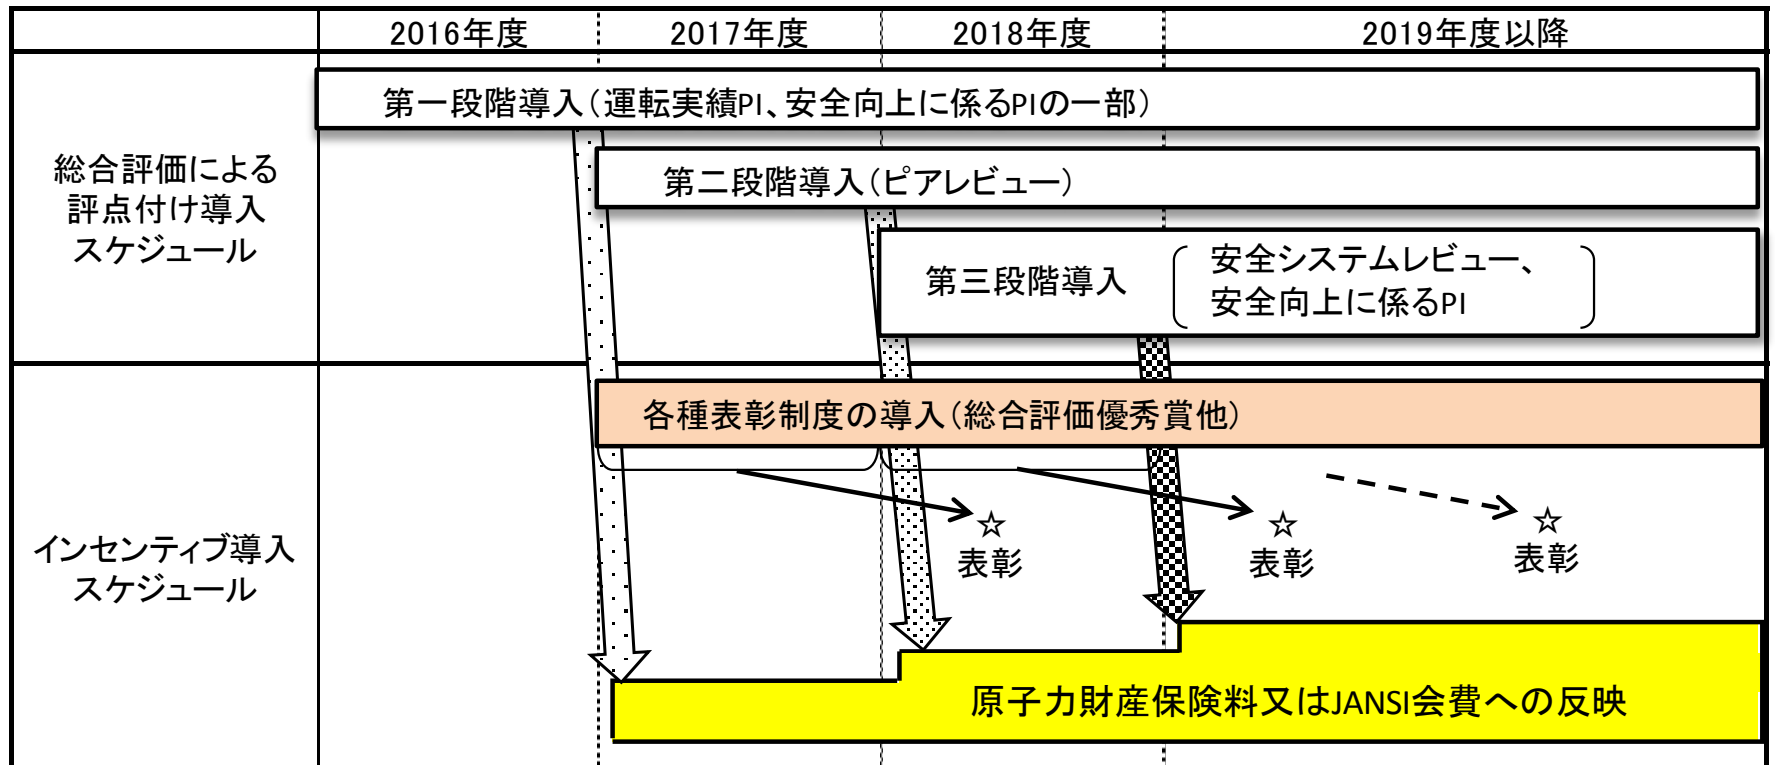 2016年度
2017年度
2018年度
2019年度以降
総合評価による
評点付け導入
スケジュール
第一段階導入（運転実績PI、安全向上に係るPIの一部）
第二段階導入（ピアレビュー）
第三段階導入
安全システムレビュー、
安全向上に係るPI
インセンティブ導入
スケジュール
各種表彰制度の導入（総合評価優秀賞他）
☆
表彰
☆
表彰
☆
表彰
原子力財産保険料又はJANSI会費への反映